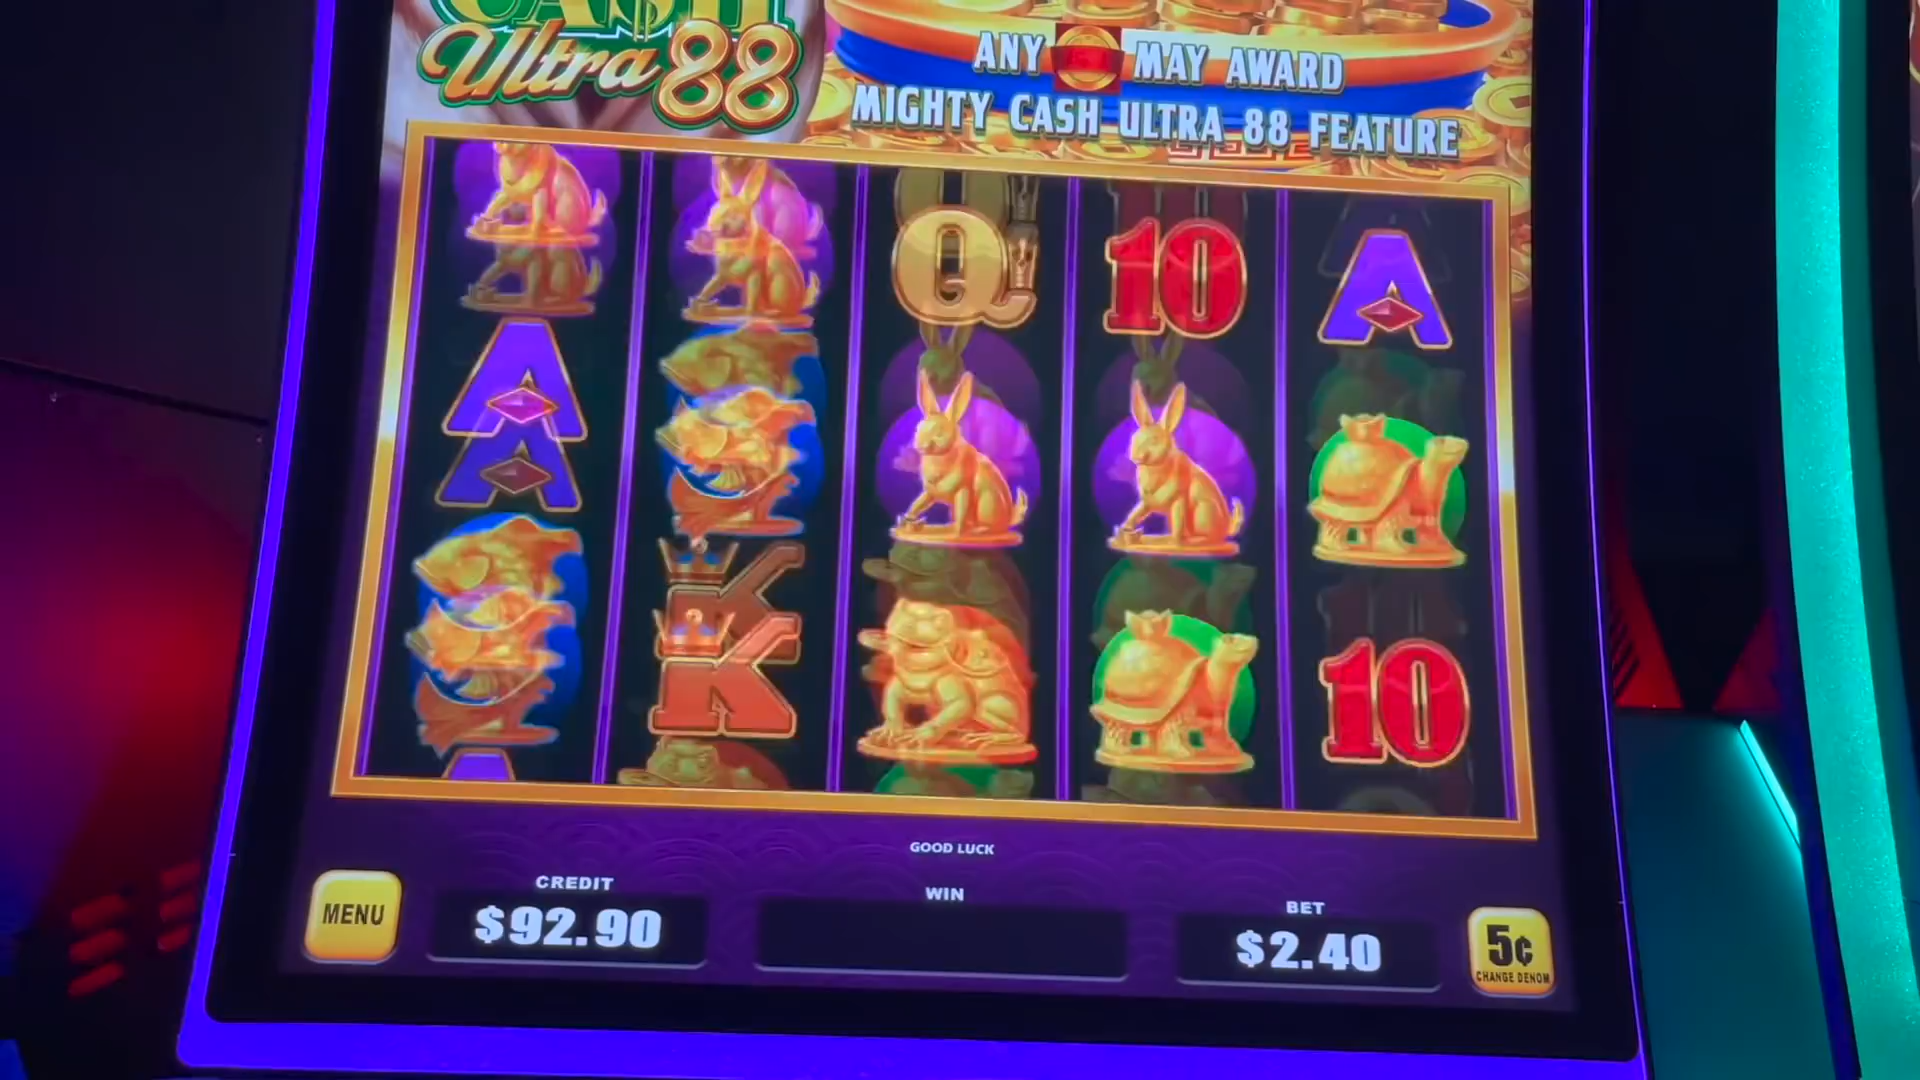 CASH
Ultra 88
ANY MAY AWARD
MIGHTY CASH ULTRA 88 FEATURE
Q 10 A
A
A
K
K
10
GOOD LUCK
MENU
CREDIT
$92.90
WIN
BET
$2.40
5¢
CHANGE DENOM